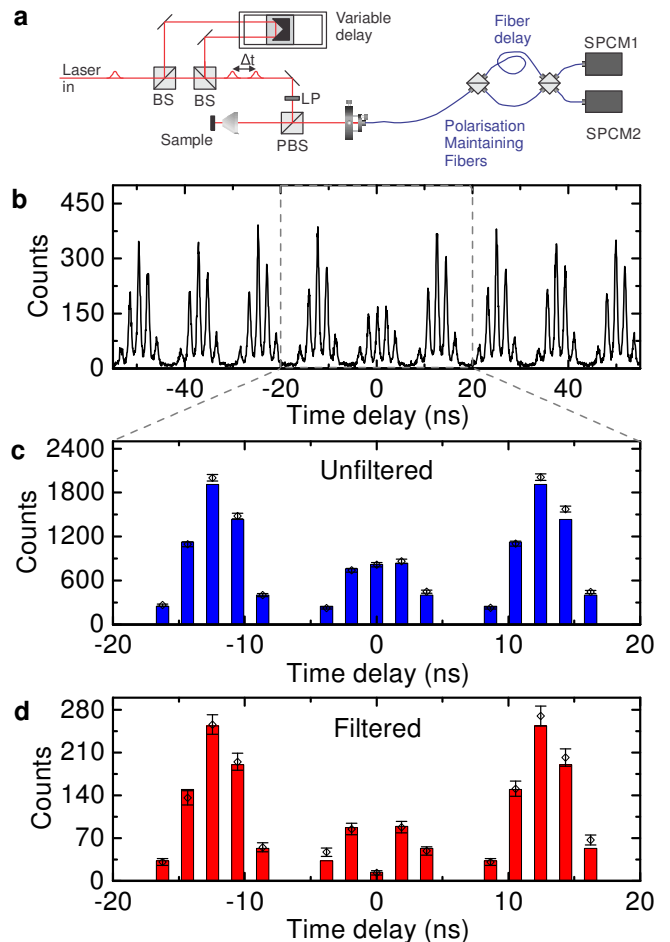 a
Variable
delay
Fiber
delay
SPCM1
Laser
in
Δt
BS
BS
LP
Sample
PBS
Polarisation
Maintaining
Fibers
SPCM2
b
450
300
150
0
Counts
-40
-20
0
20
40
Time delay (ns)
c
2400
1800
1200
600
0
Counts
Unfiltered
-20
-10
0
10
20
Time delay (ns)
d
280
210
140
70
0
Counts
Filtered
-20
-10
0
10
20
Time delay (ns)